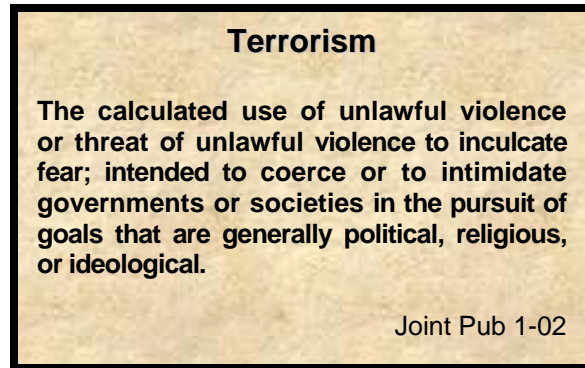 Terrorism
The calculated use of unlawful violence
or threat of unlawful violence to inculcate
fear; intended to coerce or to intimidate
governments or societies in the pursuit of
goals that are generally political, religious,
or ideological.
Joint Pub 1-02